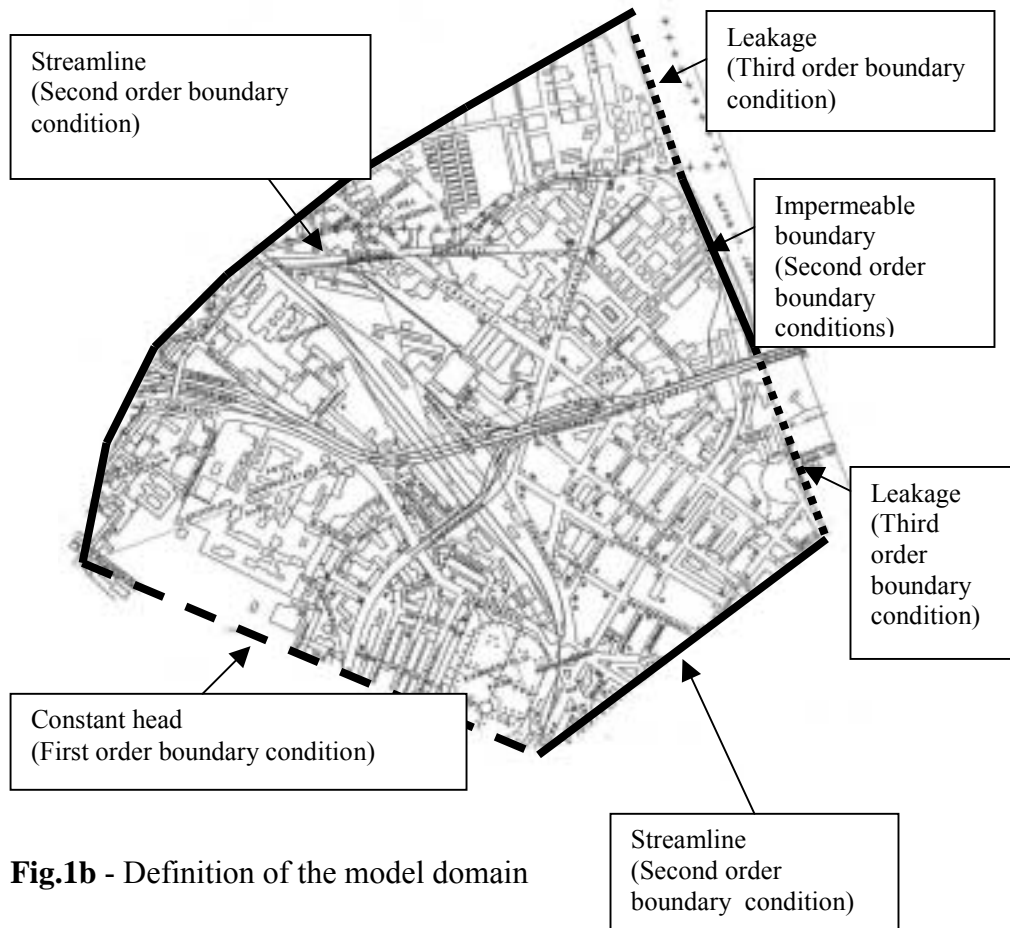 Streamline
(Second order boundary
condition)
Leakage
(Third order boundary
condition)
Impermeable
boundary
(Second order
boundary
conditions)
Leakage
(Third
order
boundary
condition)
Constant head
(First order boundary condition)
Streamline
(Second order
boundary condition)
Fig.1b - Definition of the model domain